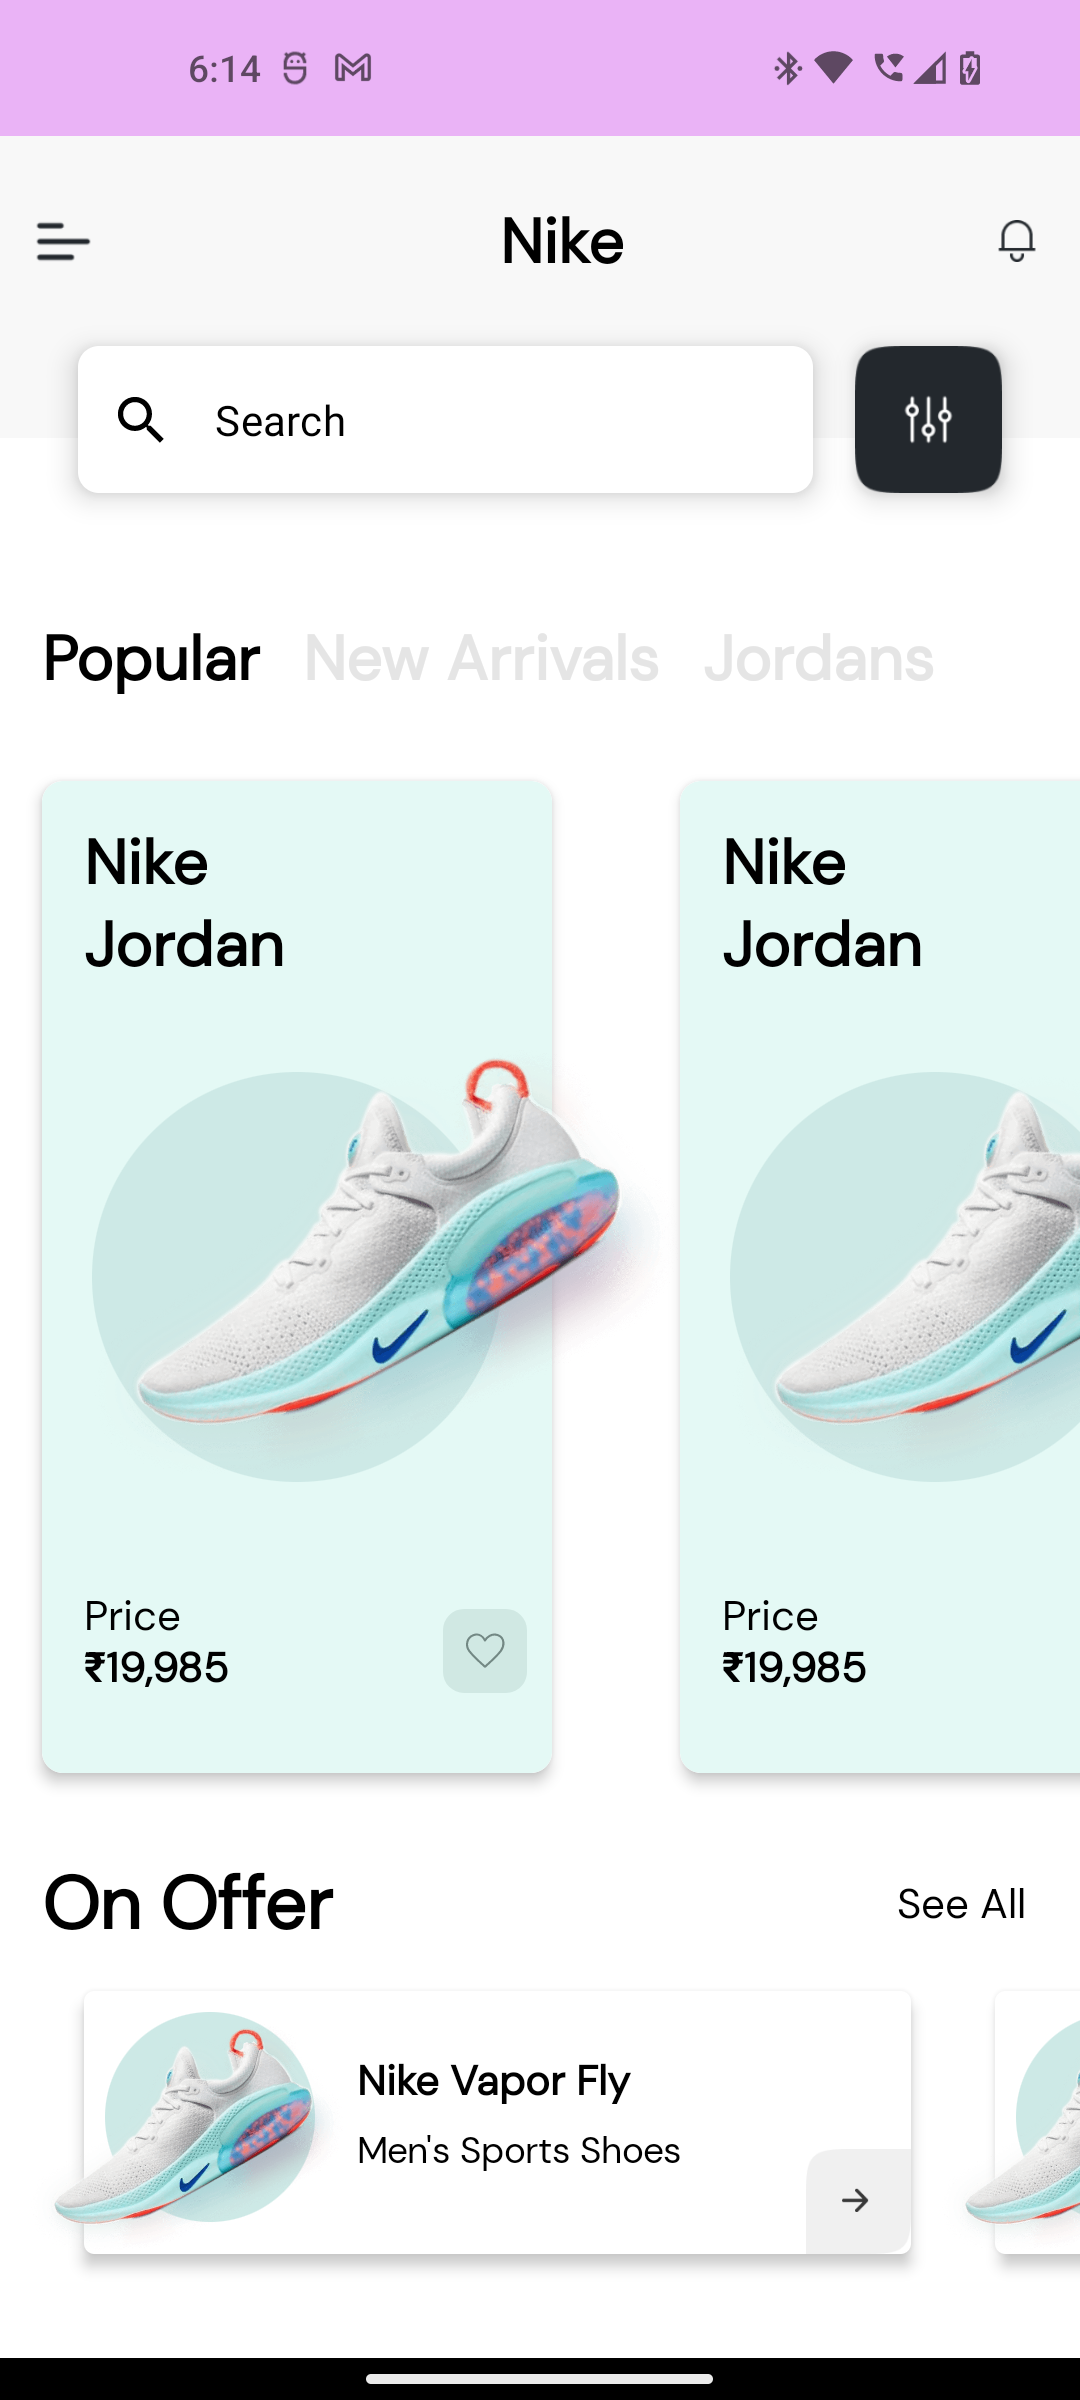 6:14
Nike
Search
Popular New Arrivals Jordans
Nike
Jordan
Price
₹19,985
Nike
Jordan
Price
₹19,985
On Offer See All
Nike Vapor Fly
Men's Sports Shoes